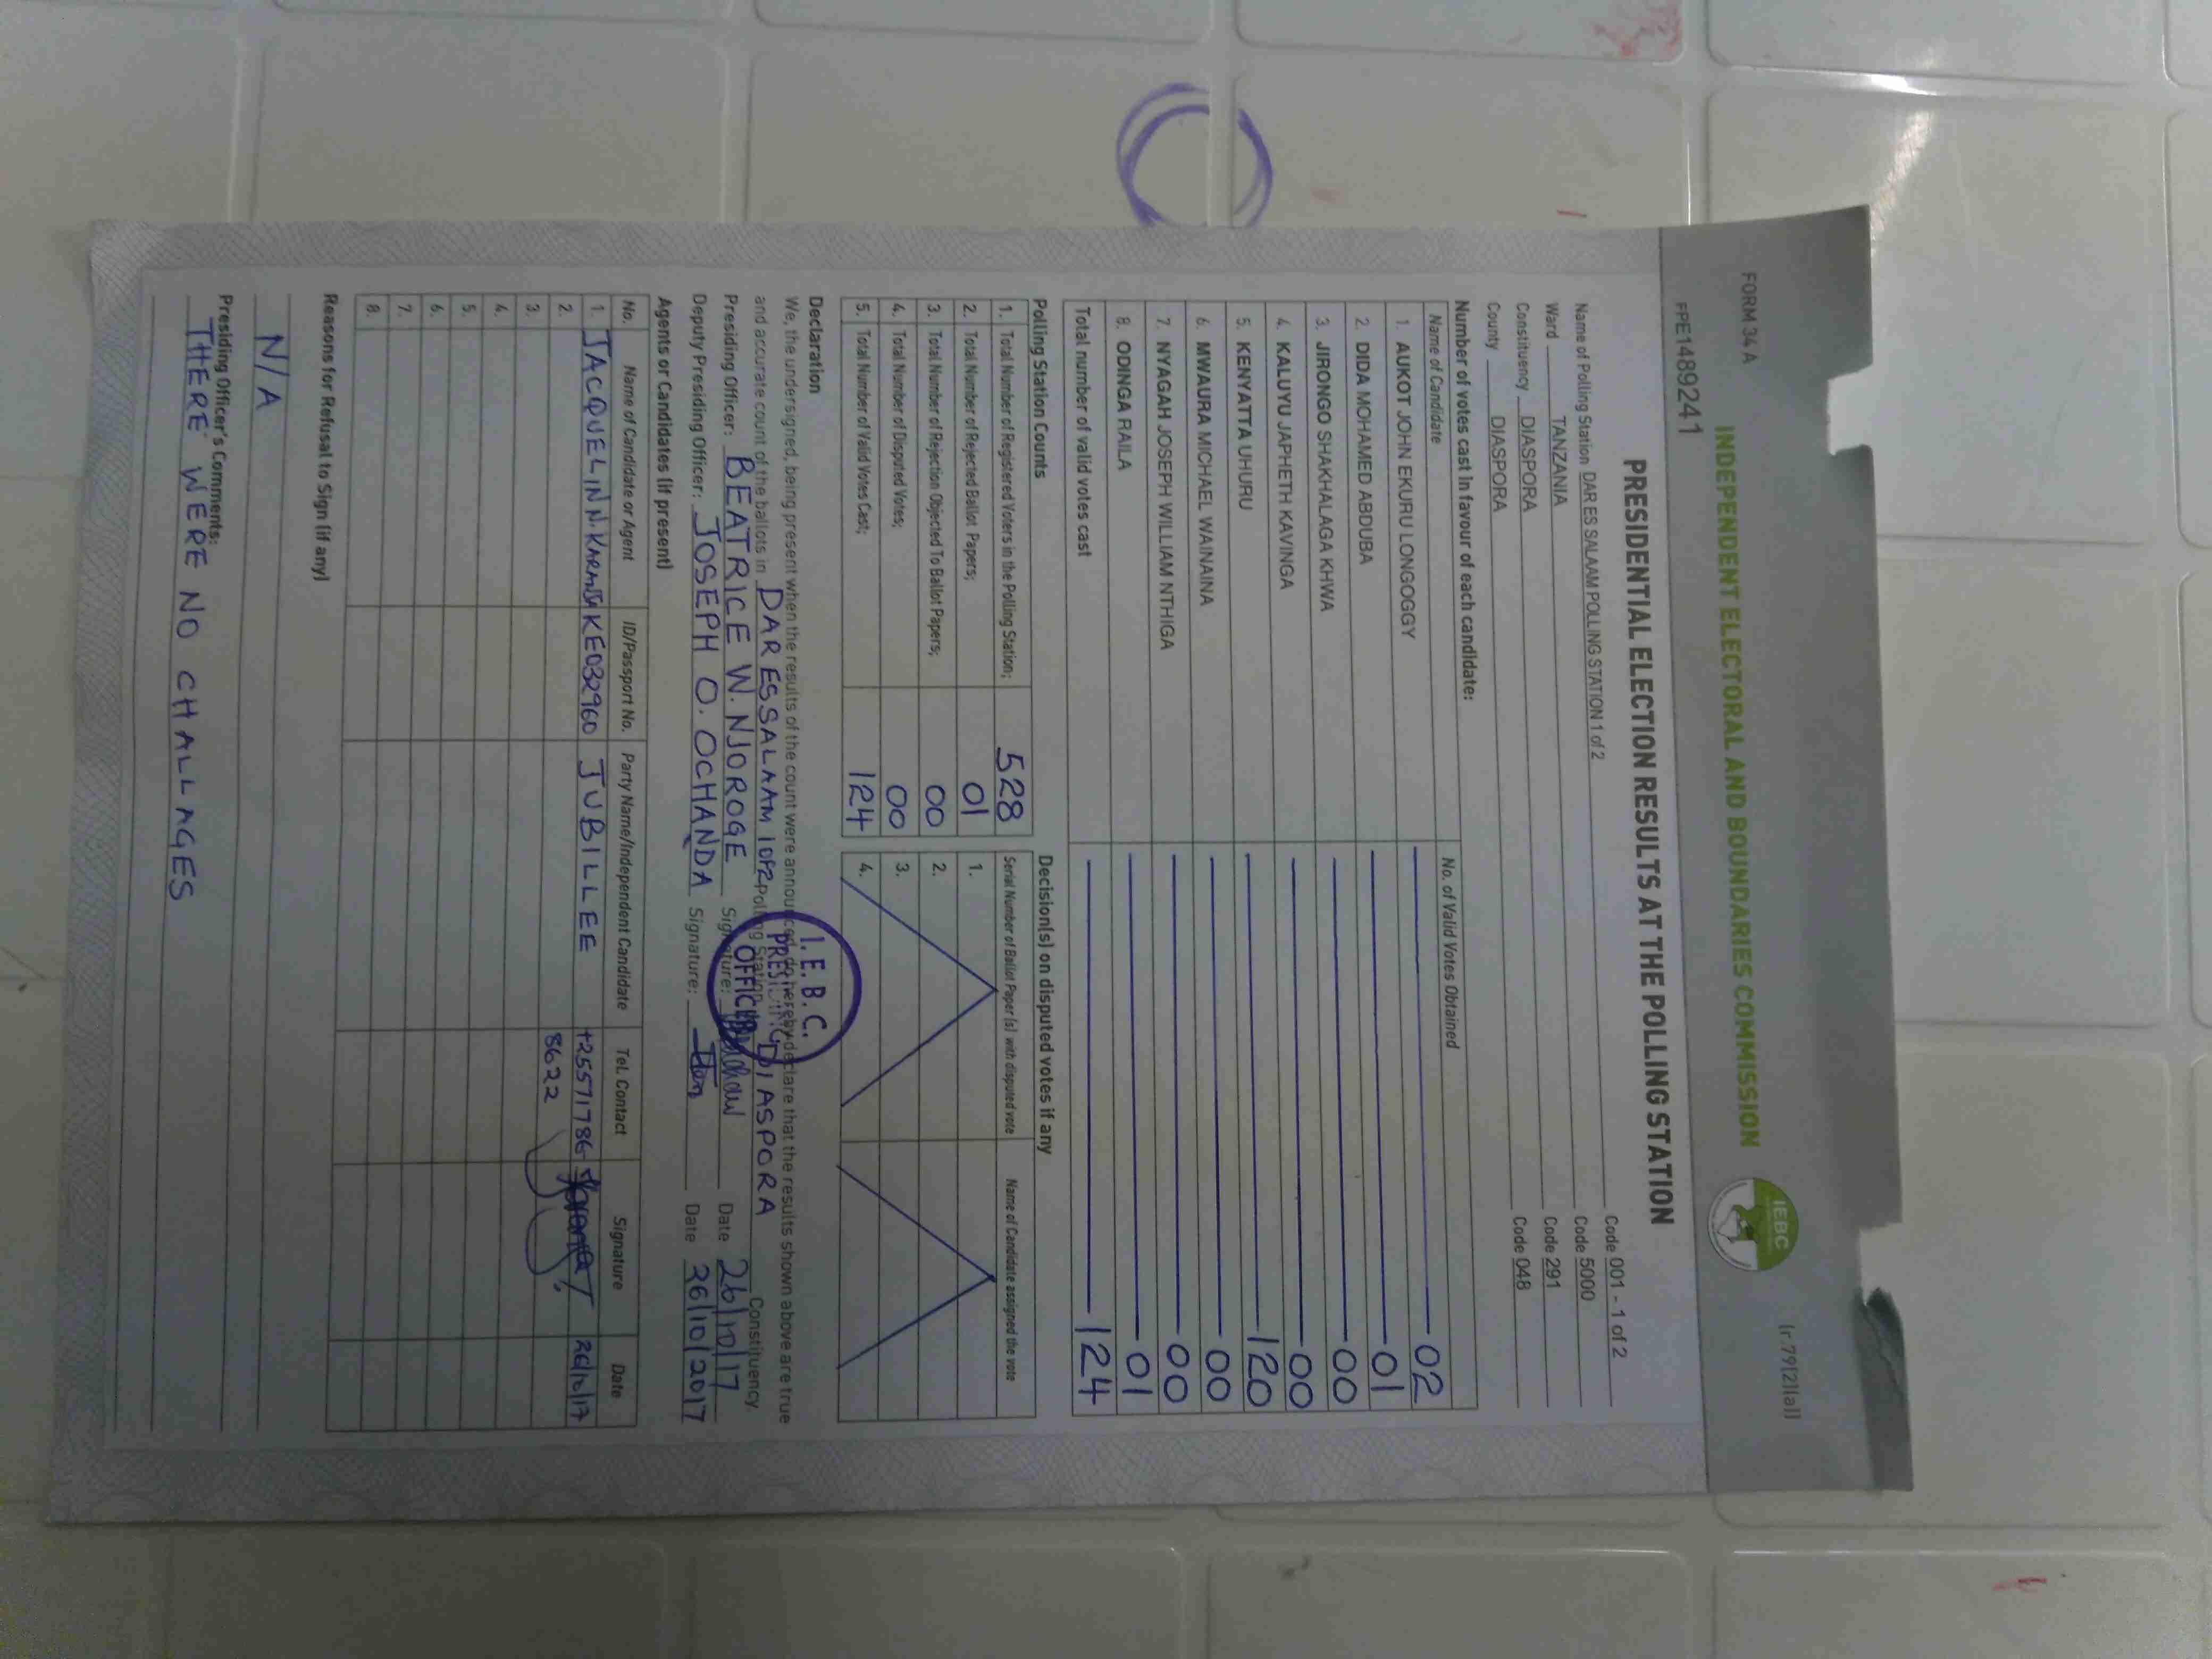 FORM 34A
(r.79(2)(a))
INDEPENDENT ELECTORAL AND BOUNDARIES COMMISSION
IEBC
FPE1489241
PRESIDENTIAL ELECTION RESULTS AT THE POLLING STATION
Name of Polling Station DAR ES SALAAM POLLING STATION 1 of 2 Code 001 - 1 of 2
Ward TANZANIA Code 5000
Constituency DIASPORA Code 291
County DIASPORA Code 048
Number of votes cast in favour of each candidate:
Name of Candidate No. of Valid Votes Obtained
1. AUKOT JOHN EKURU LONGOGGY 02
2. DIDA MOHAMED ABDUBA 01
3. JIRONGO SHAKHALAGA KHWA 00
4. KALUYU JAPHETH KAVINGA 00
5. KENYATTA UHURU 120
6. MWAURA MICHAEL WAINAINA 00
7. NYAGAH JOSEPH WILLIAM NTHIGA 00
8. ODINGA RAILA 01
Total number of valid votes cast 124
Polling Station Counts
1. Total Number of Registered Voters in the Polling Station; 528
2. Total Number of Rejected Ballot Papers; 01
3. Total Number of Rejection Objected To Ballot Papers; 00
4. Total Number of Disputed Votes; 00
5. Total Number of Valid Votes Cast; 124
Decision(s) on disputed votes if any
Serial Number of Ballot Paper (s) with disputed vote Name of Candidate assigned the vote
1.
2.
3.
4.
Declaration
We, the undersigned, being present when the results of the count were announced, do hereby declare that the results shown above are true
and accurate count of the ballots in DARESSALAAM 1OF2 Polling Station DIASPORA Constituency.
Presiding Officer: BEATRICE W. NJOROGE Signature: Date 26/10/17
Deputy Presiding Officer: JOSEPH O. OCHANDA Signature: Date 26/10/2017
I.E.B.C.
PRESIDING
OFFICER
Agents or Candidates (if present)
No. Name of Candidate or Agent ID/Passport No. Party Name/Independent Candidate Tel. Contact Signature Date
1. JACQUELIN N. KE032960 JUBILLEE +25571786 26/10/17
2. 8622
3.
4.
5.
6.
7.
8.
Reasons for Refusal to Sign (if any)
N/A
Presiding Officer's Comments:
THERE WERE NO CHALLAGES